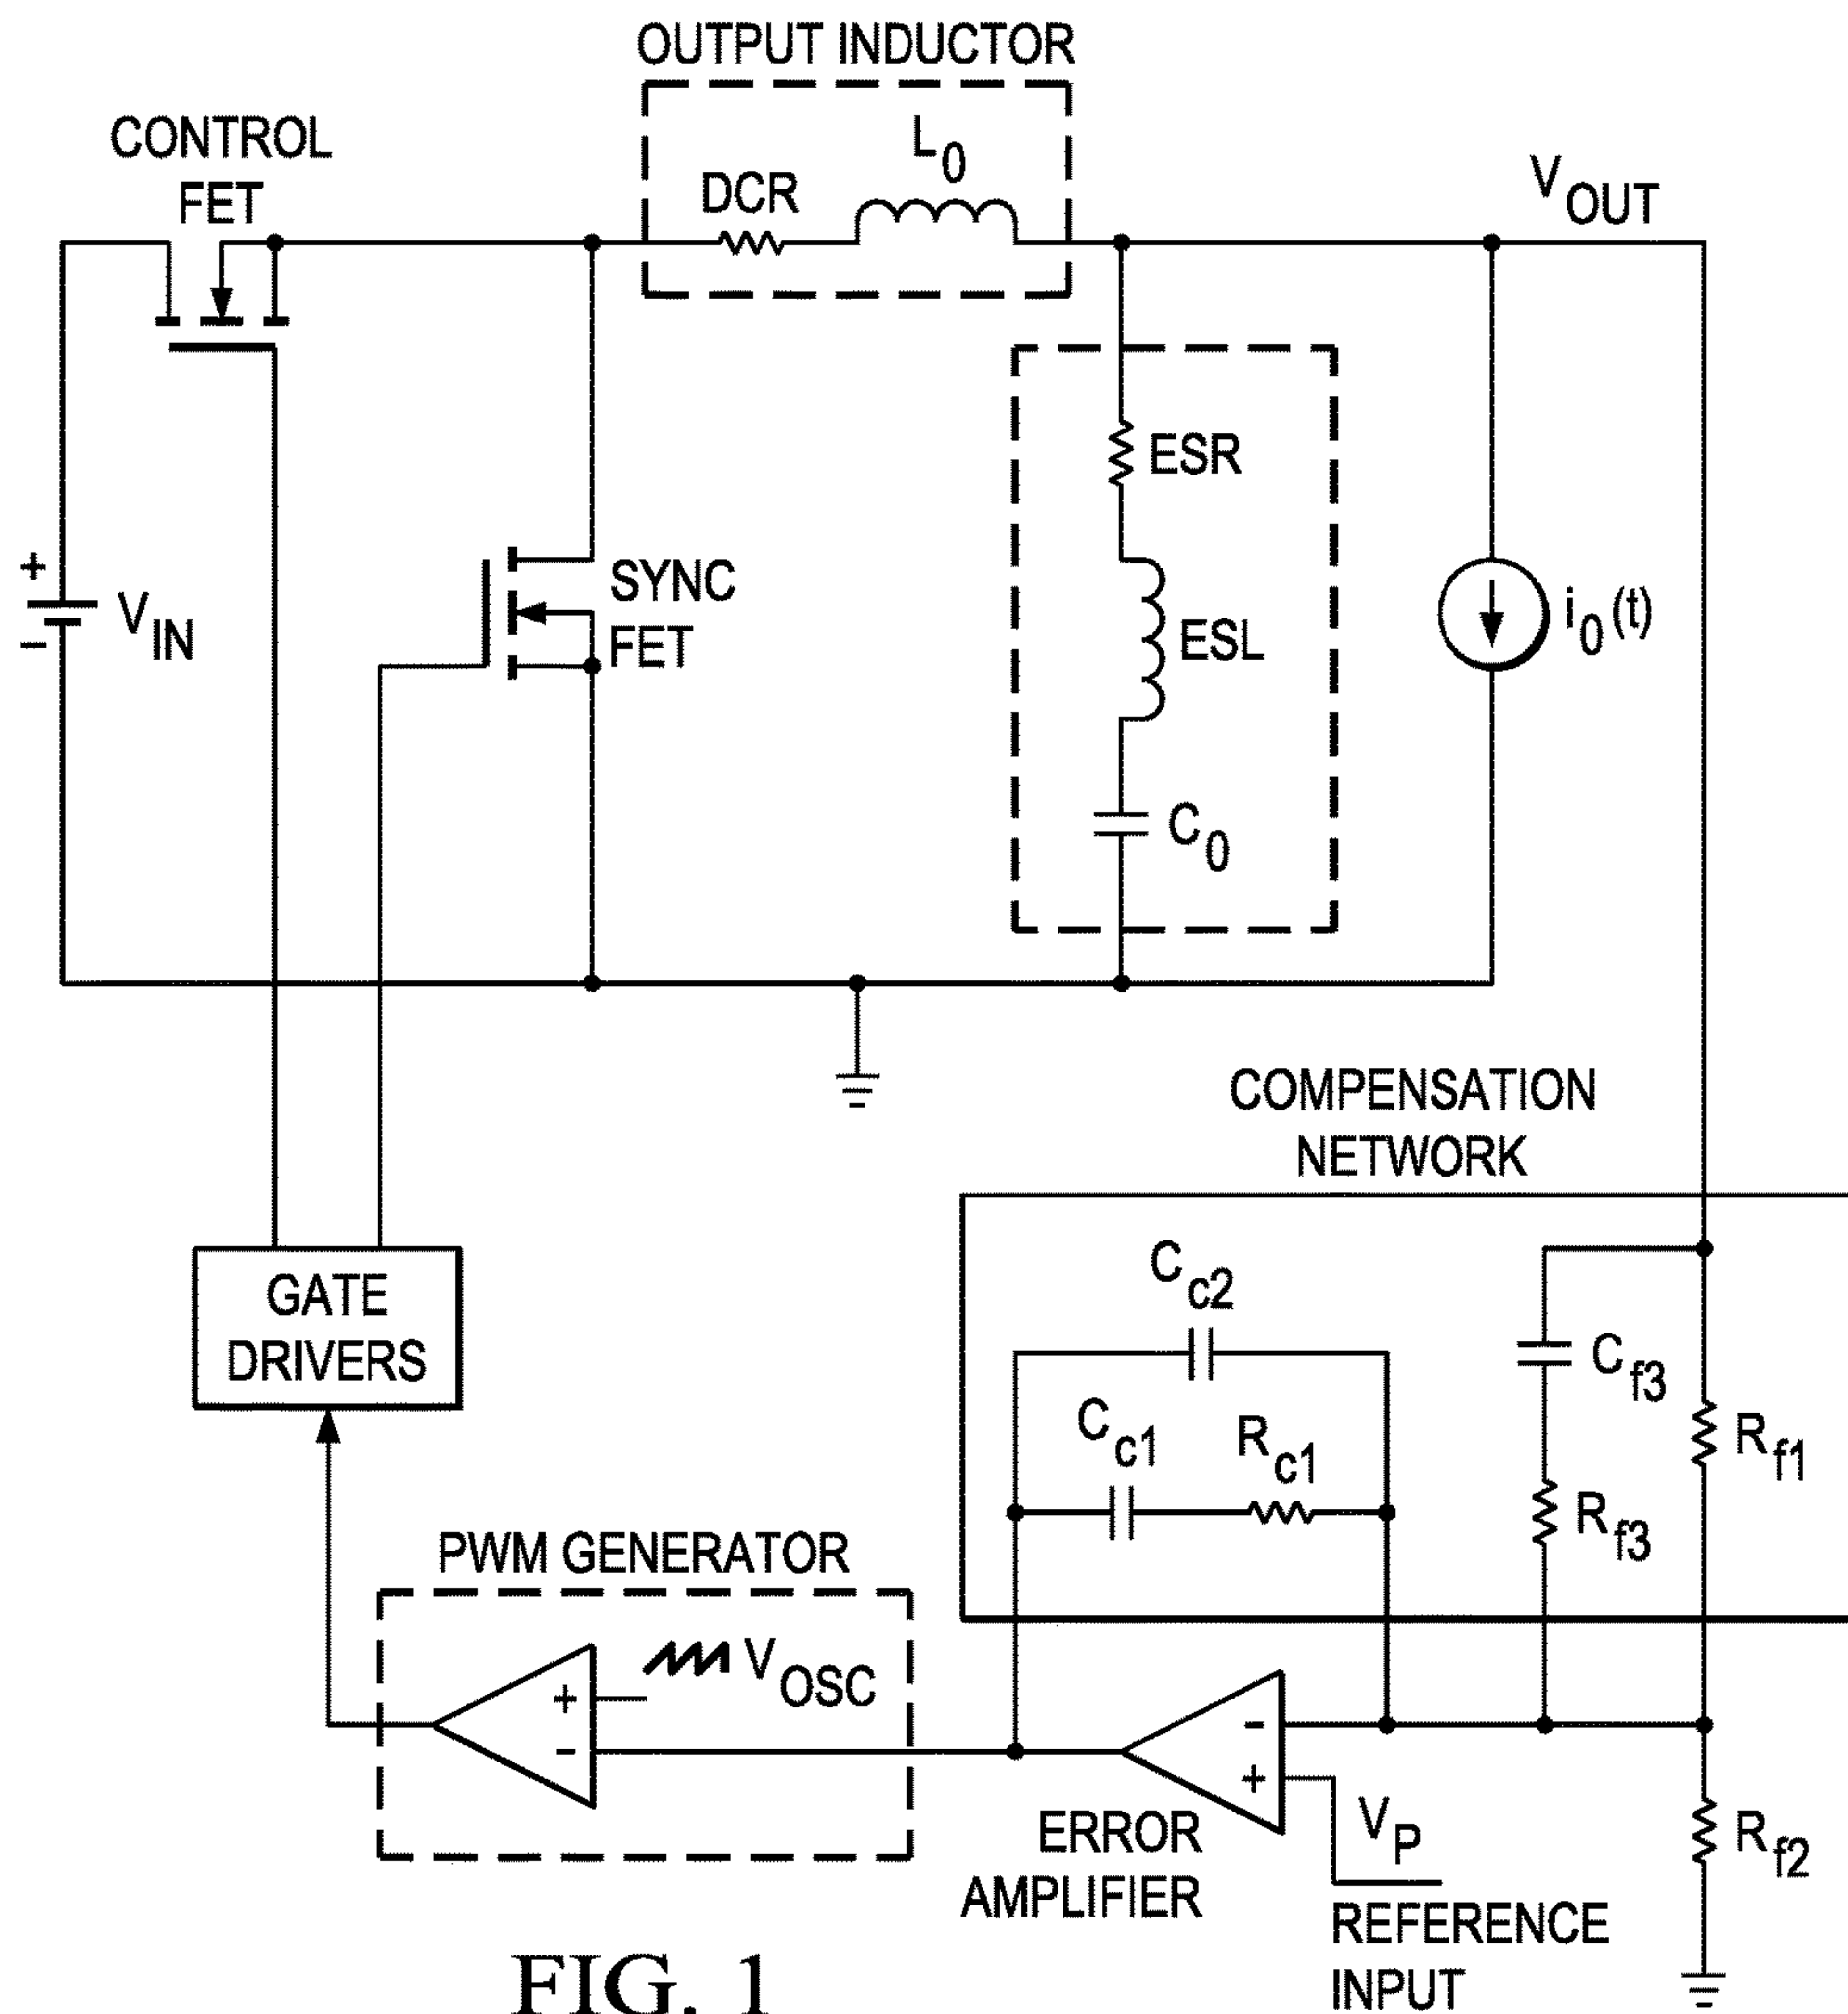 OUTPUT INDUCTOR
CONTROL
FET
DCR
L0
VOUT
ESR
ESL
C0
i0(t)
+
VIN
-
SYNC
FET
COMPENSATION
NETWORK
GATE
DRIVERS
Cc2
Cc1
Rc1
Cf3
Rf3
Rf1
PWM GENERATOR
+
VOSC
-
-
+
ERROR
AMPLIFIER
VP
REFERENCE
INPUT
Rf2
FIG. 1